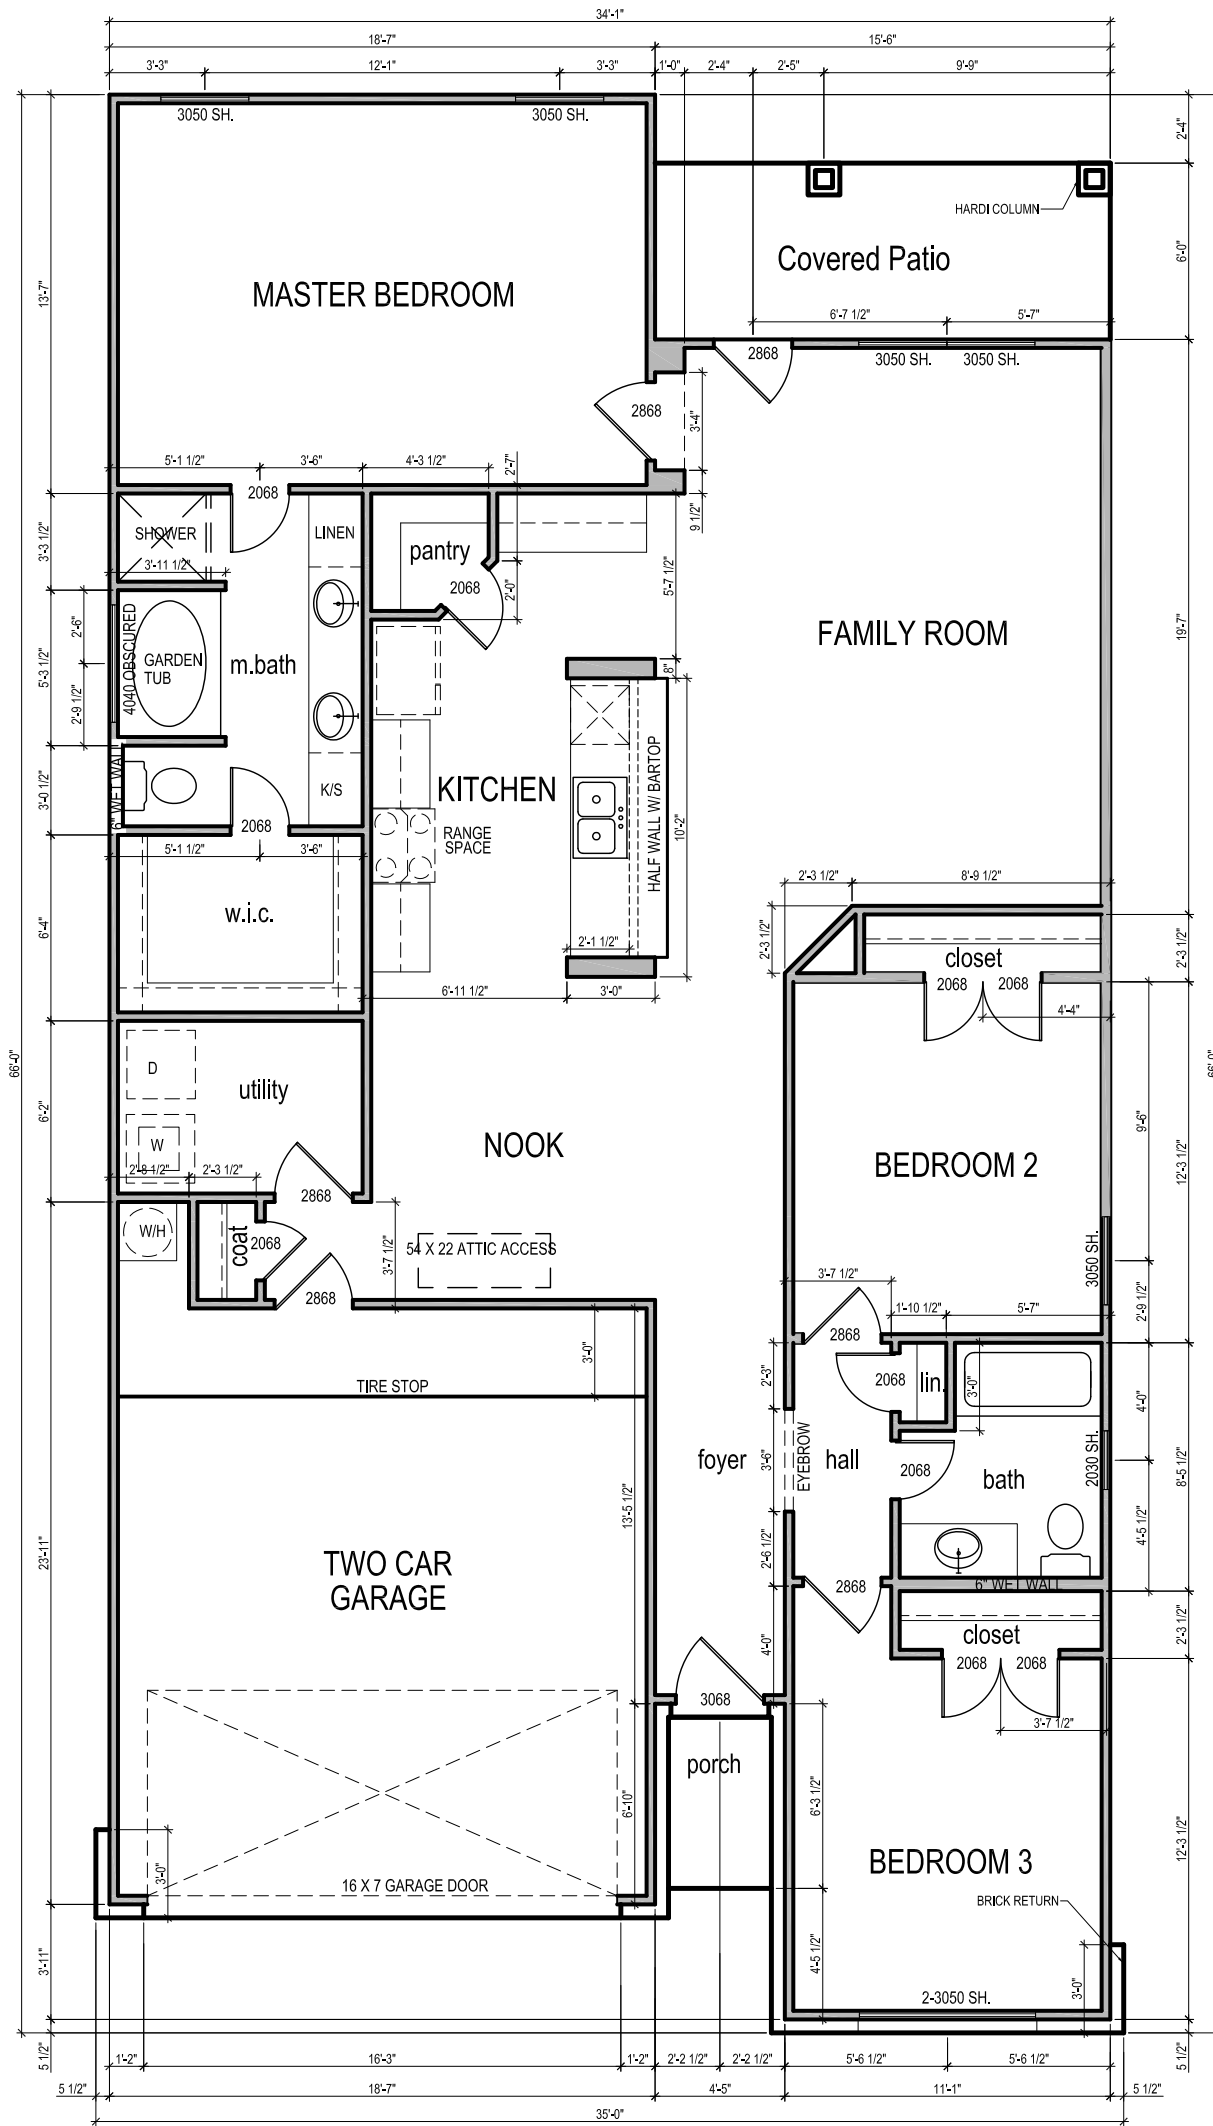 34'-1"
18'-7" 15'-6"
3'-3" 12'-1" 3'-3" 1'-0" 2'-4" 2'-5" 9'-9"
3050 SH. 3050 SH.
2'-4"
HARDI COLUMN
6'-0"
Covered Patio
13'-7"
MASTER BEDROOM
6'-7 1/2" 5'-7"
2868 3050 SH. 3050 SH.
2868
3'-4"
5'-1 1/2" 3'-6" 4'-3 1/2" 2'-7"
2068
9 1/2"
SHOWER LINEN
3'-3 1/2"
pantry
3'-11 1/2"
2068
2'-0"
5'-7 1/2"
2'-6"
4040 OBSCURED
FAMILY ROOM
19'-7"
GARDEN
TUB
m.bath
8"
5'-3 1/2"
2'-9 1/2"
6" WET WALL
3'-0 1/2"
K/S
KITCHEN
HALF WALL W/ BARTOP
10'-2"
2068
RANGE
SPACE
5'-1 1/2" 3'-6"
2'-3 1/2" 8'-9 1/2"
w.i.c.
6'-4"
2'-3 1/2"
2'-1 1/2"
closet
2'-3 1/2"
2068 2068
6'-11 1/2" 3'-0"
4'-4"
66'-0"
66'-0"
D
utility
6'-2"
9'-6"
W
NOOK
BEDROOM 2
12'-3 1/2"
2'-8 1/2" 2'-3 1/2"
2868
W/H
coat
2068
3'-7 1/2"
54 X 22 ATTIC ACCESS
3050 SH.
2868
3'-7 1/2"
1'-10 1/2" 5'-7"
2'-9 1/2"
2868
3'-0"
2'-3"
2068
lin.
3'-0"
TIRE STOP
4'-0"
foyer
3'-6"
EYEBROW
hall
2068
bath
2030 SH.
8'-5 1/2"
13'-5 1/2"
23'-11"
TWO CAR
GARAGE
2'-6 1/2"
4'-5 1/2"
2868
6" WET WALL
closet
2'-3 1/2"
4'-0"
2068 2068
3068
3'-7 1/2"
porch
6'-3 1/2"
6'-10"
BEDROOM 3
12'-3 1/2"
3'-0"
16 X 7 GARAGE DOOR
BRICK RETURN
3'-11"
4'-5 1/2"
3'-0"
2-3050 SH.
5 1/2"
5 1/2"
1'-2" 16'-3" 1'-2" 2'-2 1/2" 2'-2 1/2" 5'-6 1/2" 5'-6 1/2"
5 1/2" 18'-7" 4'-5" 11'-1" 5 1/2"
35'-0"